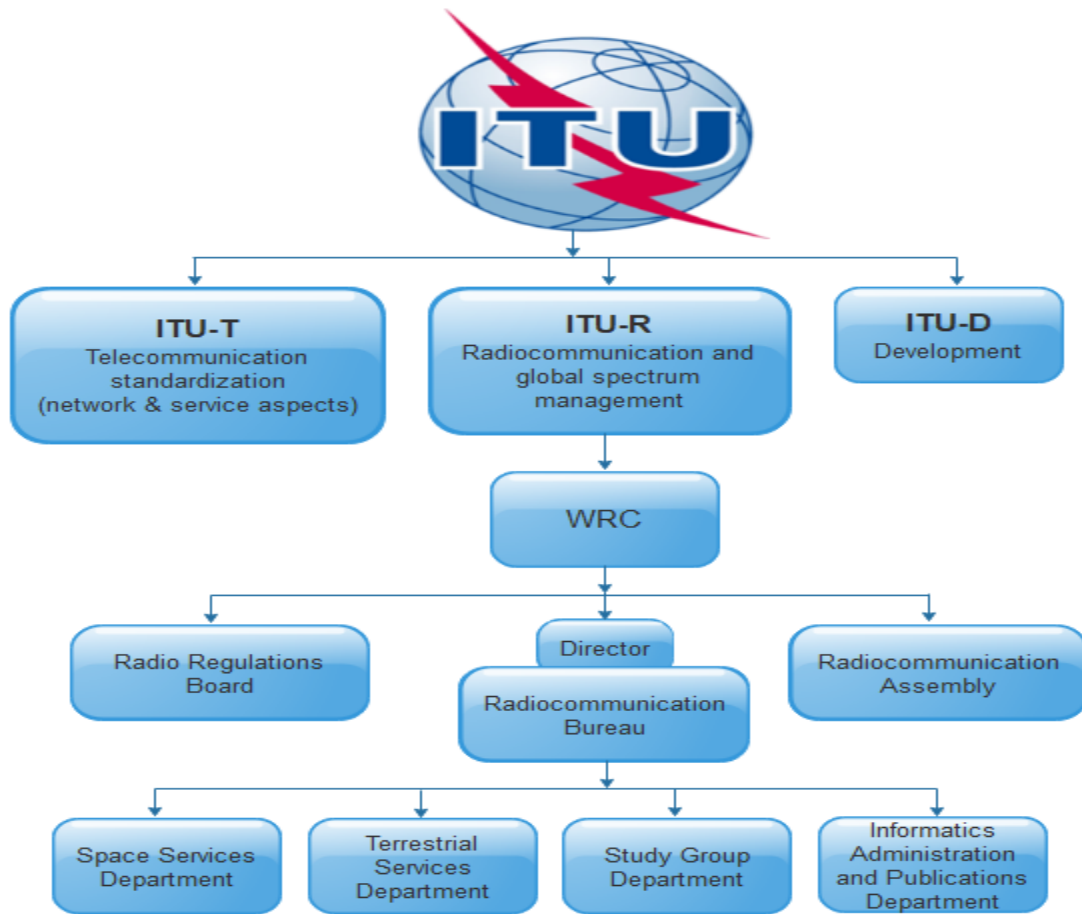 ITU
ITU-T
Telecommunication
standardization
(network & service aspects)
ITU-R
Radiocommunication and
global spectrum
management
ITU-D
Development
WRC
Radio Regulations
Board
Director
Radiocommunication
Bureau
Radiocommunication
Assembly
Space Services
Department
Terrestrial
Services
Department
Study Group
Department
Informatics
Administration
and Publications
Department